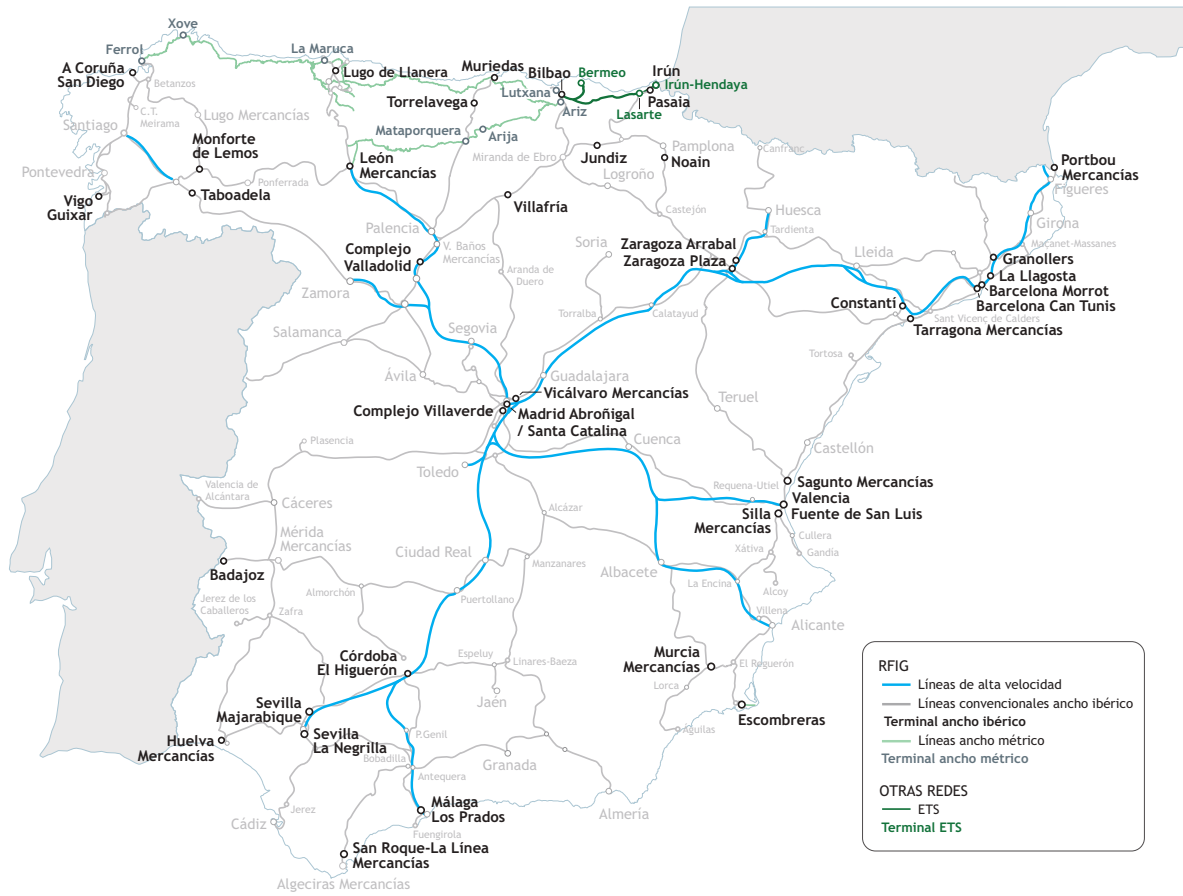 Xove
Ferrol
La Maruca
A Coruña
San Diego
Betanzos
Lugo de Llanera
Muriedas
Bilbao
Bermeo
Irún
Irún-Hendaya
Lutxana
Pasaia
C.T.
Meirama
Torrelavega
Ariz
Lasarte
Santiago
Lugo Mercancías
Mataporquera
Arija
Monforte
de Lemos
Miranda de Ebro
Jundiz
Pamplona
Noain
Canfranc
Pontevedra
Ponferrada
León
Mercancías
Logroño
Portbou
Mercancías
Figueres
Vigo
Guixar
Taboadela
Villafría
Castejón
Huesca
Tardienta
Girona
Palencia
Complejo
Valladolid
V. Baños
Mercancías
Soria
Zaragoza Arrabal
Zaragoza Plaza
Lleida
Maçanet-Massanes
Granollers
Aranda de
Duero
La Llagosta
Zamora
Barcelona Morrot
Barcelona Can Tunis
Constantí
Torralba
Calatayud
Sant Vicenç de Calders
Tarragona Mercancías
Salamanca
Segovia
Tortosa
Ávila
Guadalajara
Vicálvaro Mercancías
Teruel
Complejo Villaverde
Madrid Abroñigal
/ Santa Catalina
Plasencia
Cuenca
Castellón
Toledo
Valencia de
Alcántara
Requena-Utiel
Sagunto Mercancías
Valencia
Fuente de San Luis
Cáceres
Alcázar
Silla
Mercancías
Mérida
Mercancías
Cullera
Gandia
Ciudad Real
Xátiva
Badajoz
Manzanares
Albacete
La Encina
Alcoy
Jerez de los
Caballeros
Zafra
Almorchón
Puertollano
Villena
Alicante
Córdoba
El Higuerón
Espeluy
Linares-Baeza
Murcia
Mercancías
El Reguerón
Jaén
Lorca
Sevilla
Majarabique
Escombreras
Huelva
Mercancías
Sevilla
La Negrilla
P.Genil
Aguilas
Bobadilla
Granada
Antequera
Jerez
Málaga
Los Prados
Almería
Cádiz
Fuengirola
San Roque-La Línea
Mercancías
Algeciras Mercancías
RFIG
Líneas de alta velocidad
Líneas convencionales ancho ibérico
Terminal ancho ibérico
Líneas ancho métrico
Terminal ancho métrico
OTRAS REDES
ETS
Terminal ETS